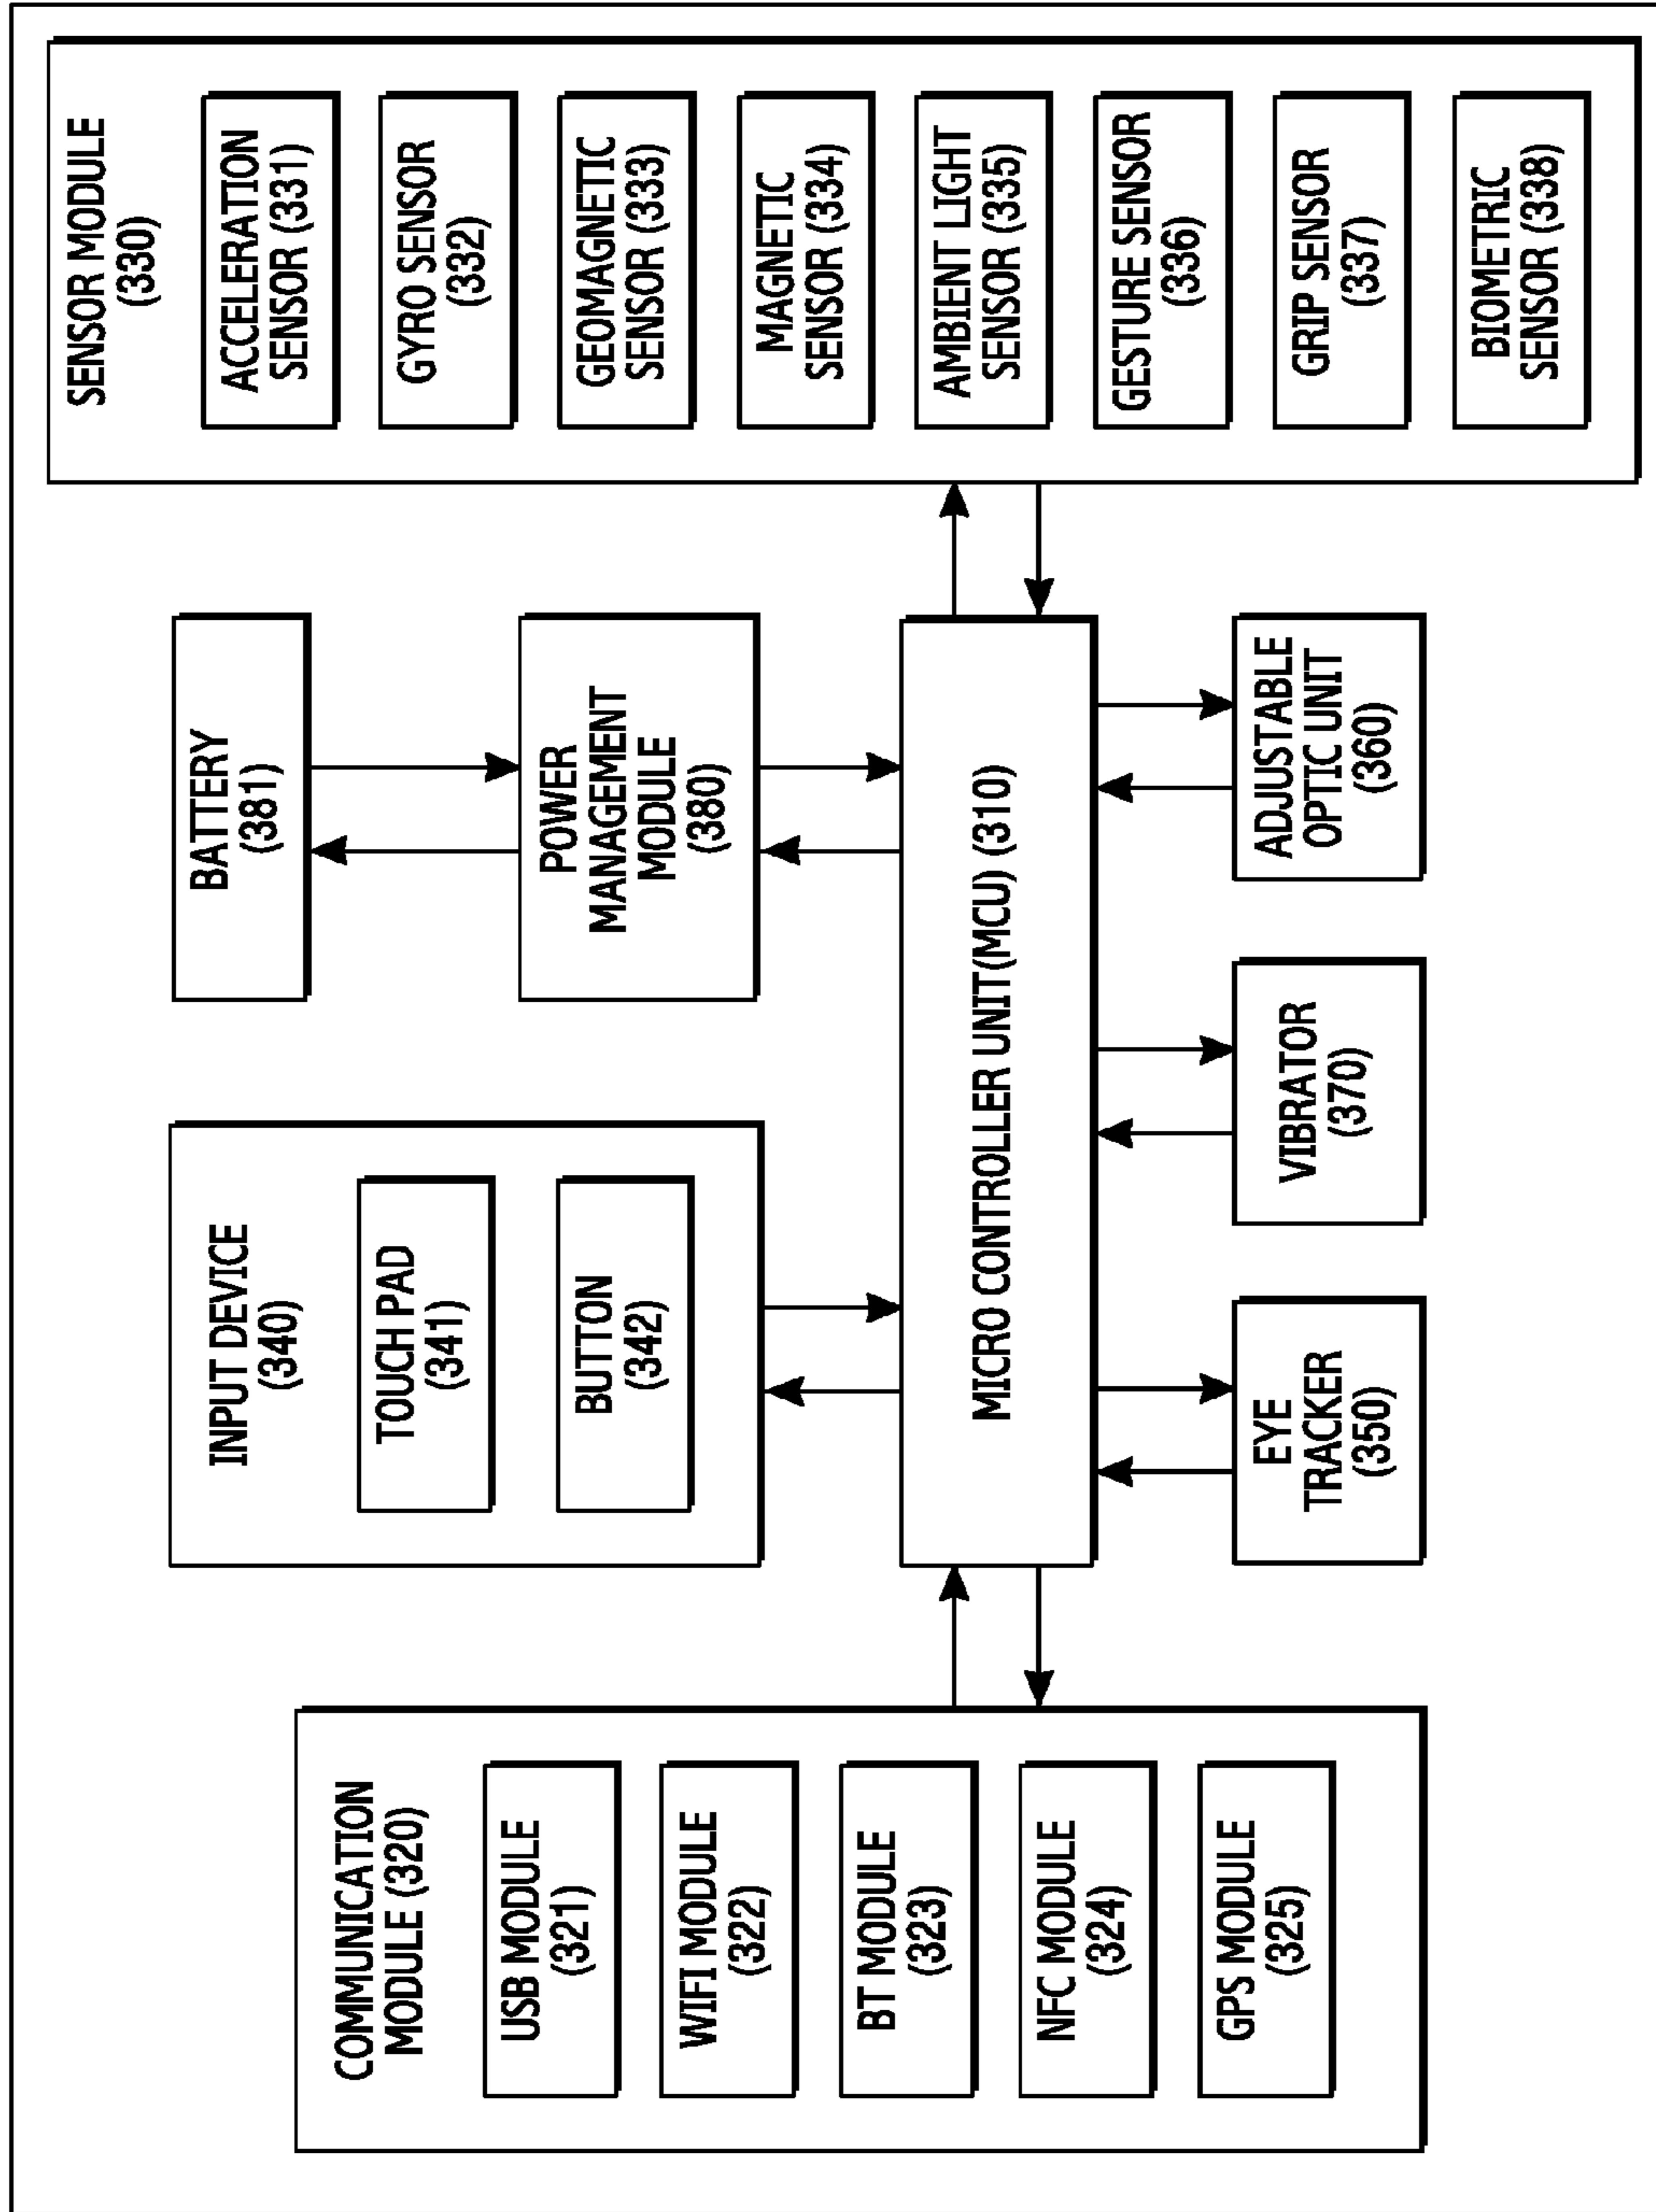 COMMUNICATION
MODULE (320)
USB MODULE
(321)
WIFI MODULE
(322)
BT MODULE
(323)
NFC MODULE
(324)
GPS MODULE
(325)
INPUT DEVICE
(340)
TOUCH PAD
(341)
BUTTON
(342)
BATTERY
(381)
POWER
MANAGEMENT
MODULE
(380)
MICRO CONTROLLER UNIT(MCU) (310)
EYE
TRACKER
(350)
VIBRATOR
(370)
ADJUSTABLE
OPTIC UNIT
(360)
SENSOR MODULE
(330)
ACCELERATION
SENSOR (331)
GYRO SENSOR
(332)
GEOMAGNETIC
SENSOR (333)
MAGNETIC
SENSOR (334)
AMBIENT LIGHT
SENSOR (335)
GESTURE SENSOR
(336)
GRIP SENSOR
(337)
BIOMETRIC
SENSOR (338)